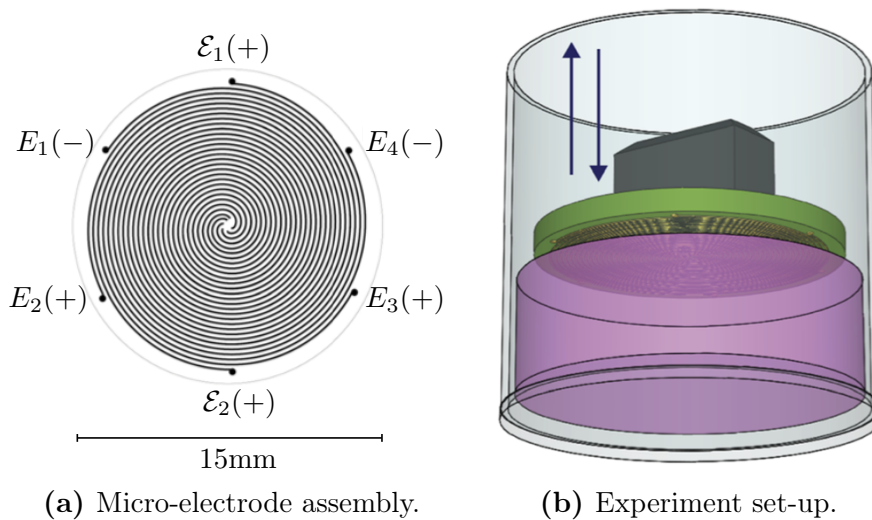 ℰ₁(+)
E₁(−)
E₄(−)
E₂(+)
E₃(+)
ℰ₂(+)
15mm
(a) Micro-electrode assembly.
(b) Experiment set-up.